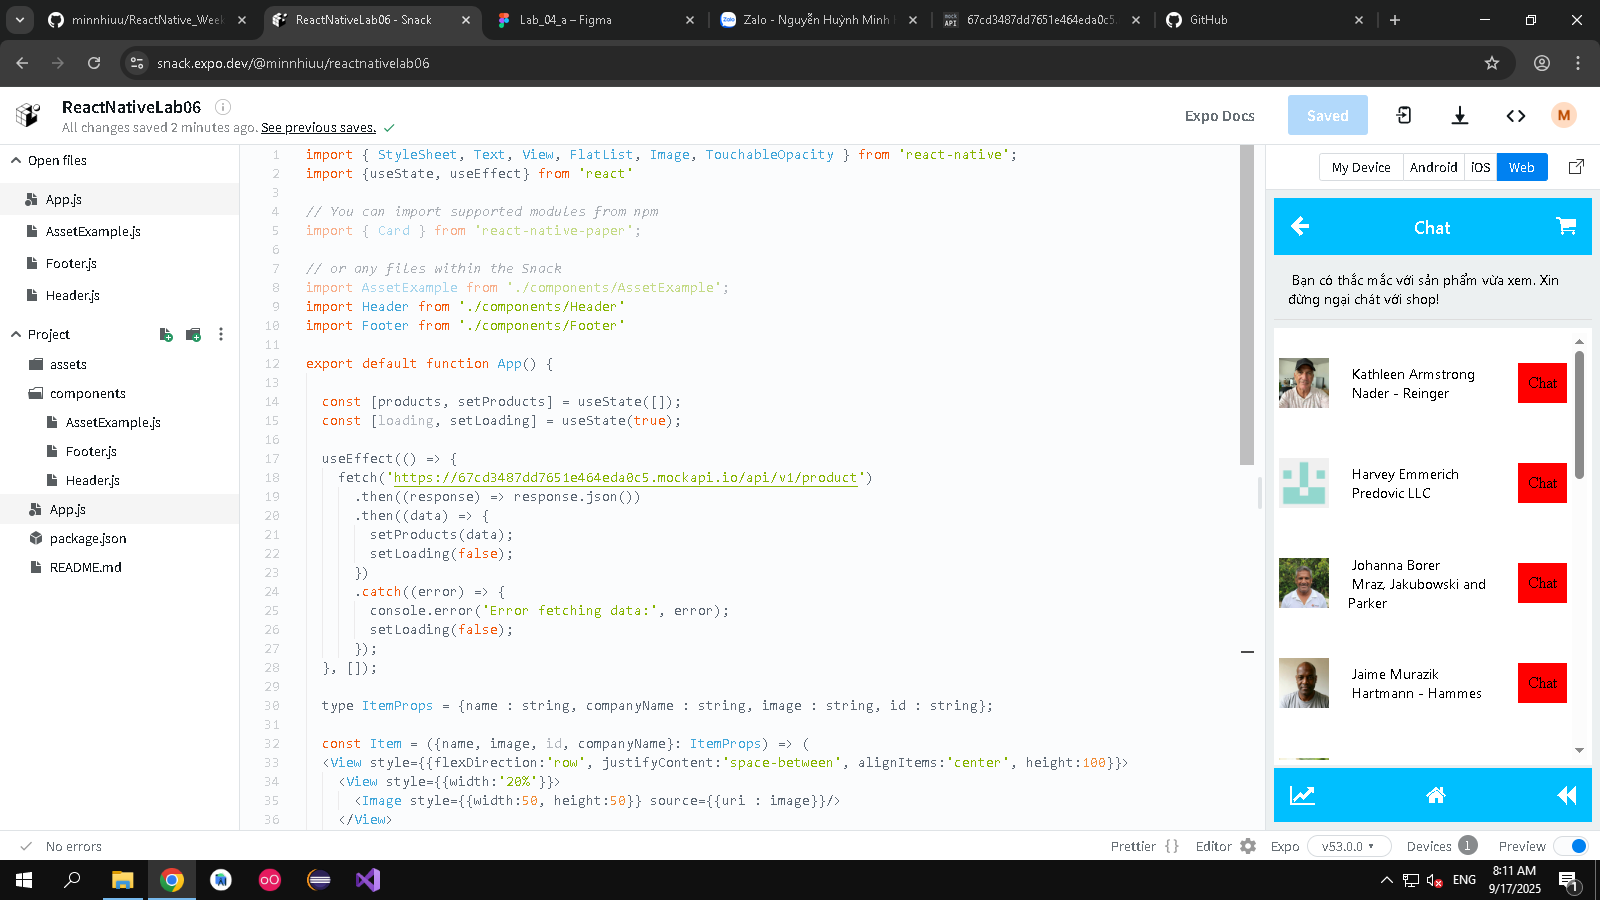 minnhiuu/ReactNative_Week
ReactNativeLab06 - Snack
Lab_04_a – Figma
Zalo - Nguyễn Huỳnh Minh
67cd3487dd7651e464eda0c5.
GitHub
snack.expo.dev/@minnhiuu/reactnativelab06
ReactNativeLab06
All changes saved 2 minutes ago. See previous saves.
Expo Docs
Saved
M
Open files
App.js
AssetExample.js
Footer.js
Header.js
Project
assets
components
AssetExample.js
Footer.js
Header.js
App.js
package.json
README.md
1 import { StyleSheet, Text, View, FlatList, Image, TouchableOpacity } from 'react-native';
2 import {useState, useEffect} from 'react'
3
4 // You can import supported modules from npm
5 import { Card } from 'react-native-paper';
6
7 // or any files within the Snack
8 import AssetExample from './components/AssetExample';
9 import Header from './components/Header'
10 import Footer from './components/Footer'
11
12 export default function App() {
13
14 const [products, setProducts] = useState([]);
15 const [loading, setLoading] = useState(true);
16
17 useEffect(() => {
18 fetch('https://67cd3487dd7651e464eda0c5.mockapi.io/api/v1/product')
19 .then((response) => response.json())
20 .then((data) => {
21 setProducts(data);
22 setLoading(false);
23 })
24 .catch((error) => {
25 console.error('Error fetching data:', error);
26 setLoading(false);
27 });
28 }, []);
29
30 type ItemProps = {name : string, companyName : string, image : string, id : string};
31
32 const Item = ({name, image, id, companyName}: ItemProps) => (
33 <View style={{flexDirection:'row', justifyContent:'space-between', alignItems:'center', height:100}}>
34 <View style={{width:'20%'}}>
35 <Image style={{width:50, height:50}} source={{uri : image}}/>
36 </View>
My Device
Android
iOS
Web
Chat
Bạn có thắc mắc với sản phẩm vừa xem. Xin
đừng ngại chát với shop!
Kathleen Armstrong
Nader - Reinger
Chat
Harvey Emmerich
Predovic LLC
Chat
Johanna Borer
Mraz, Jakubowski and
Parker
Chat
Jaime Murazik
Hartmann - Hammes
Chat
No errors
Prettier { }
Editor
Expo
v53.0.0
Devices 1
Preview
ENG
8:11 AM
9/17/2025
1